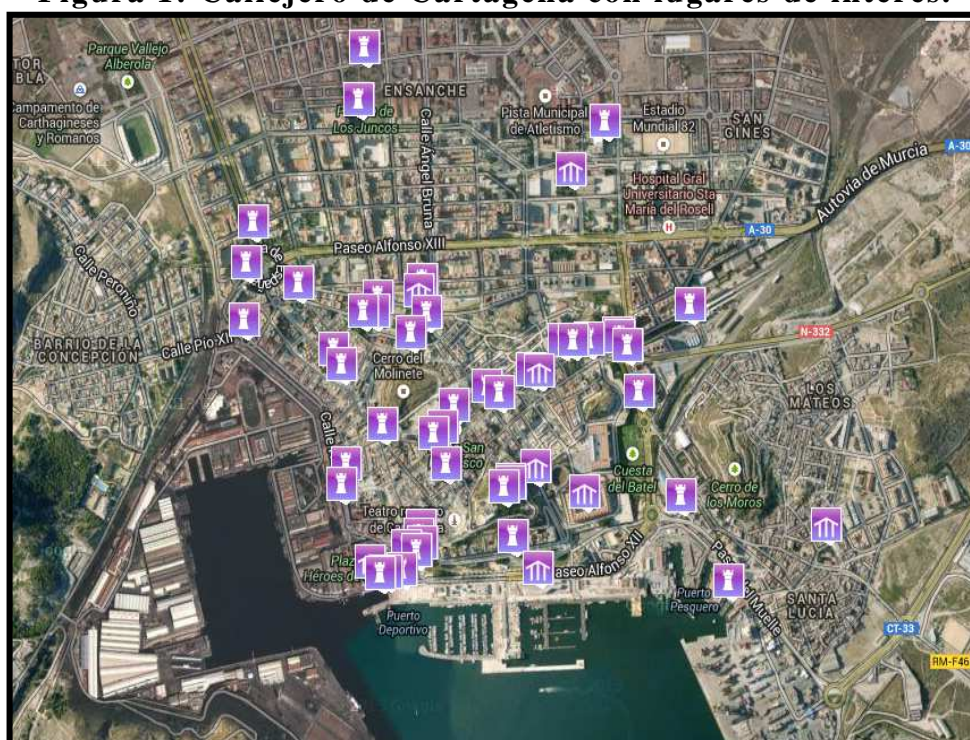 Figura 1. Callejero de Cartagena con lugares de interés.
Parque Vallejo
Alberola
Campamento de
Carthagineses
y Romanos
ENSANCHE
Los Juncos
Calle Ángel Bruna
Pista Municipal
de Atletismo
Estadio
Mundial 82
SAN
GINES
A-30
Autovía de Murcia
Hospital Gral
Universitario Sta
María del Rosell
H
A-30
Paseo Alfonso XIII
Calle Peroniño
BARRIO DE LA
CONCEPCIÓN
Calle Pío XII
N-332
Cerro del
Molinete
LOS
MATEOS
Cuesta
del Batel
Cerro de
los Moros
Paseo Alfonso XII
Puerto
Deportivo
Puerto
Pesquero
SANTA
LUCÍA
CT-33
RM-F46